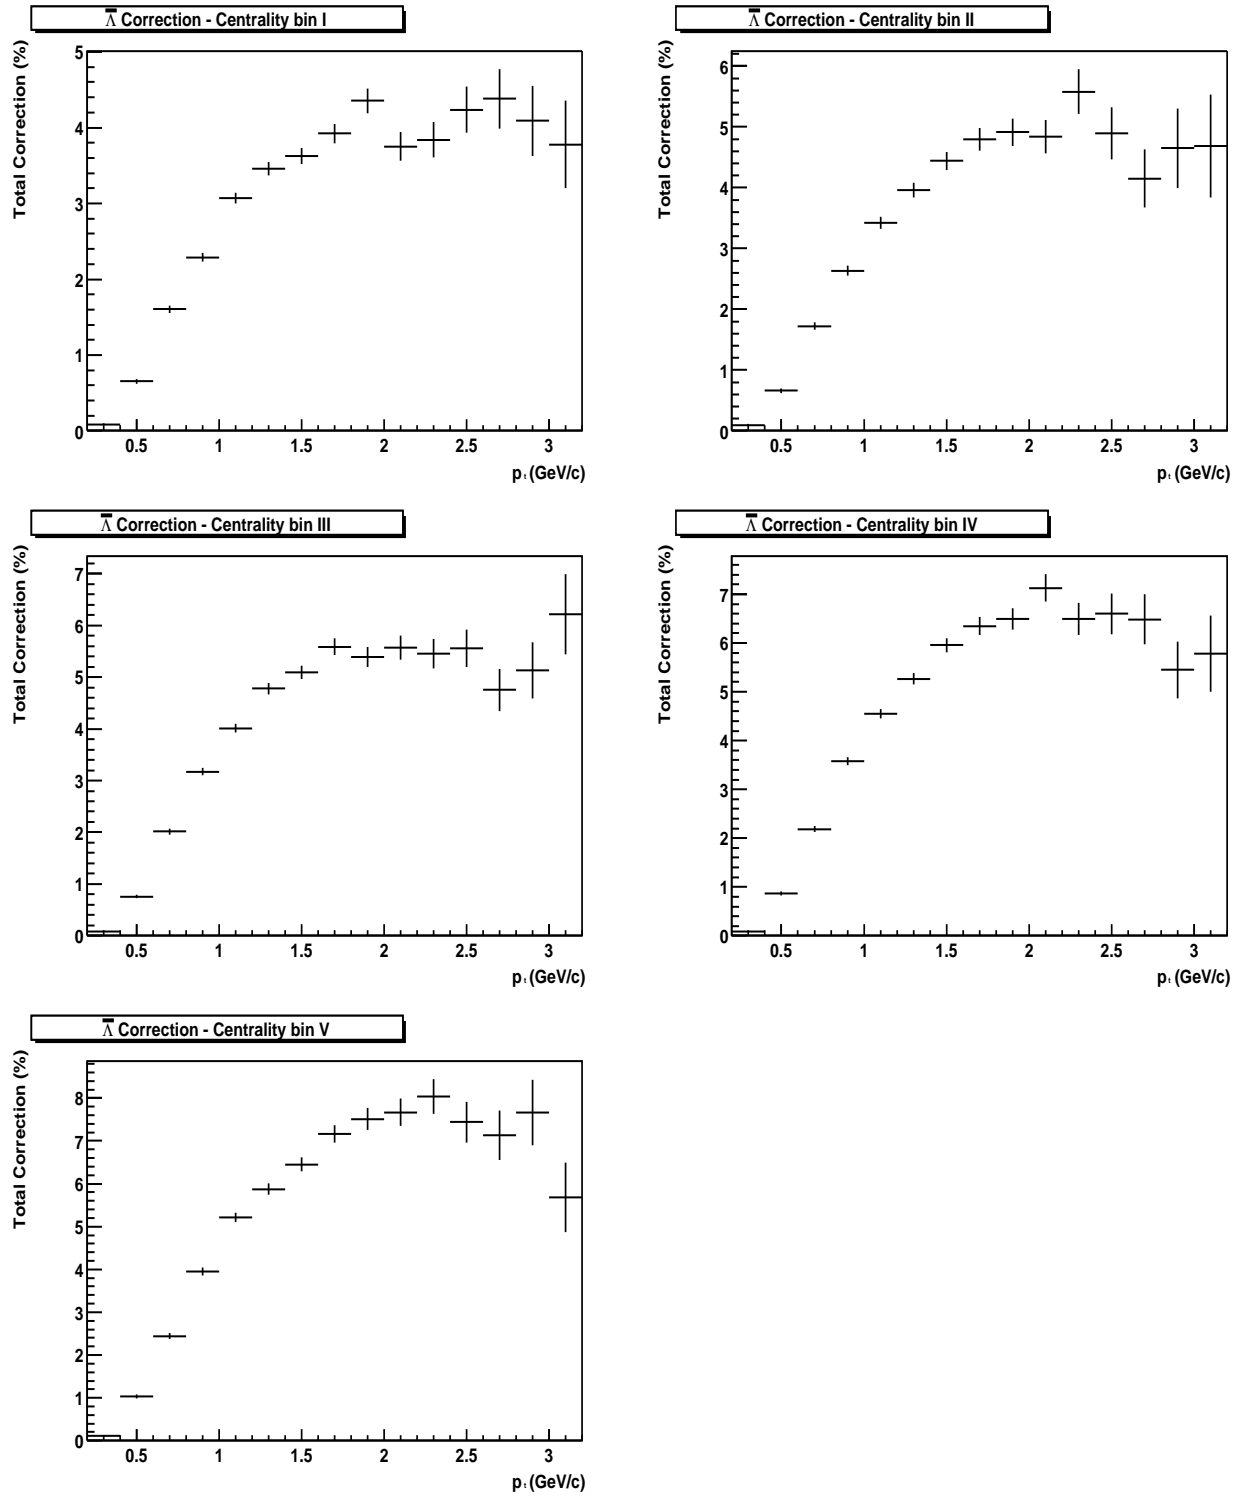 Λ̅ Correction - Centrality bin I
Total Correction (%)
5
4
3
2
1
0
0.5 1 1.5 2 2.5 3
pt (GeV/c)
Λ̅ Correction - Centrality bin II
Total Correction (%)
6
5
4
3
2
1
0
0.5 1 1.5 2 2.5 3
pt (GeV/c)
Λ̅ Correction - Centrality bin III
Total Correction (%)
7
6
5
4
3
2
1
0
0.5 1 1.5 2 2.5 3
pt (GeV/c)
Λ̅ Correction - Centrality bin IV
Total Correction (%)
7
6
5
4
3
2
1
0
0.5 1 1.5 2 2.5 3
pt (GeV/c)
Λ̅ Correction - Centrality bin V
Total Correction (%)
8
7
6
5
4
3
2
1
0
0.5 1 1.5 2 2.5 3
pt (GeV/c)